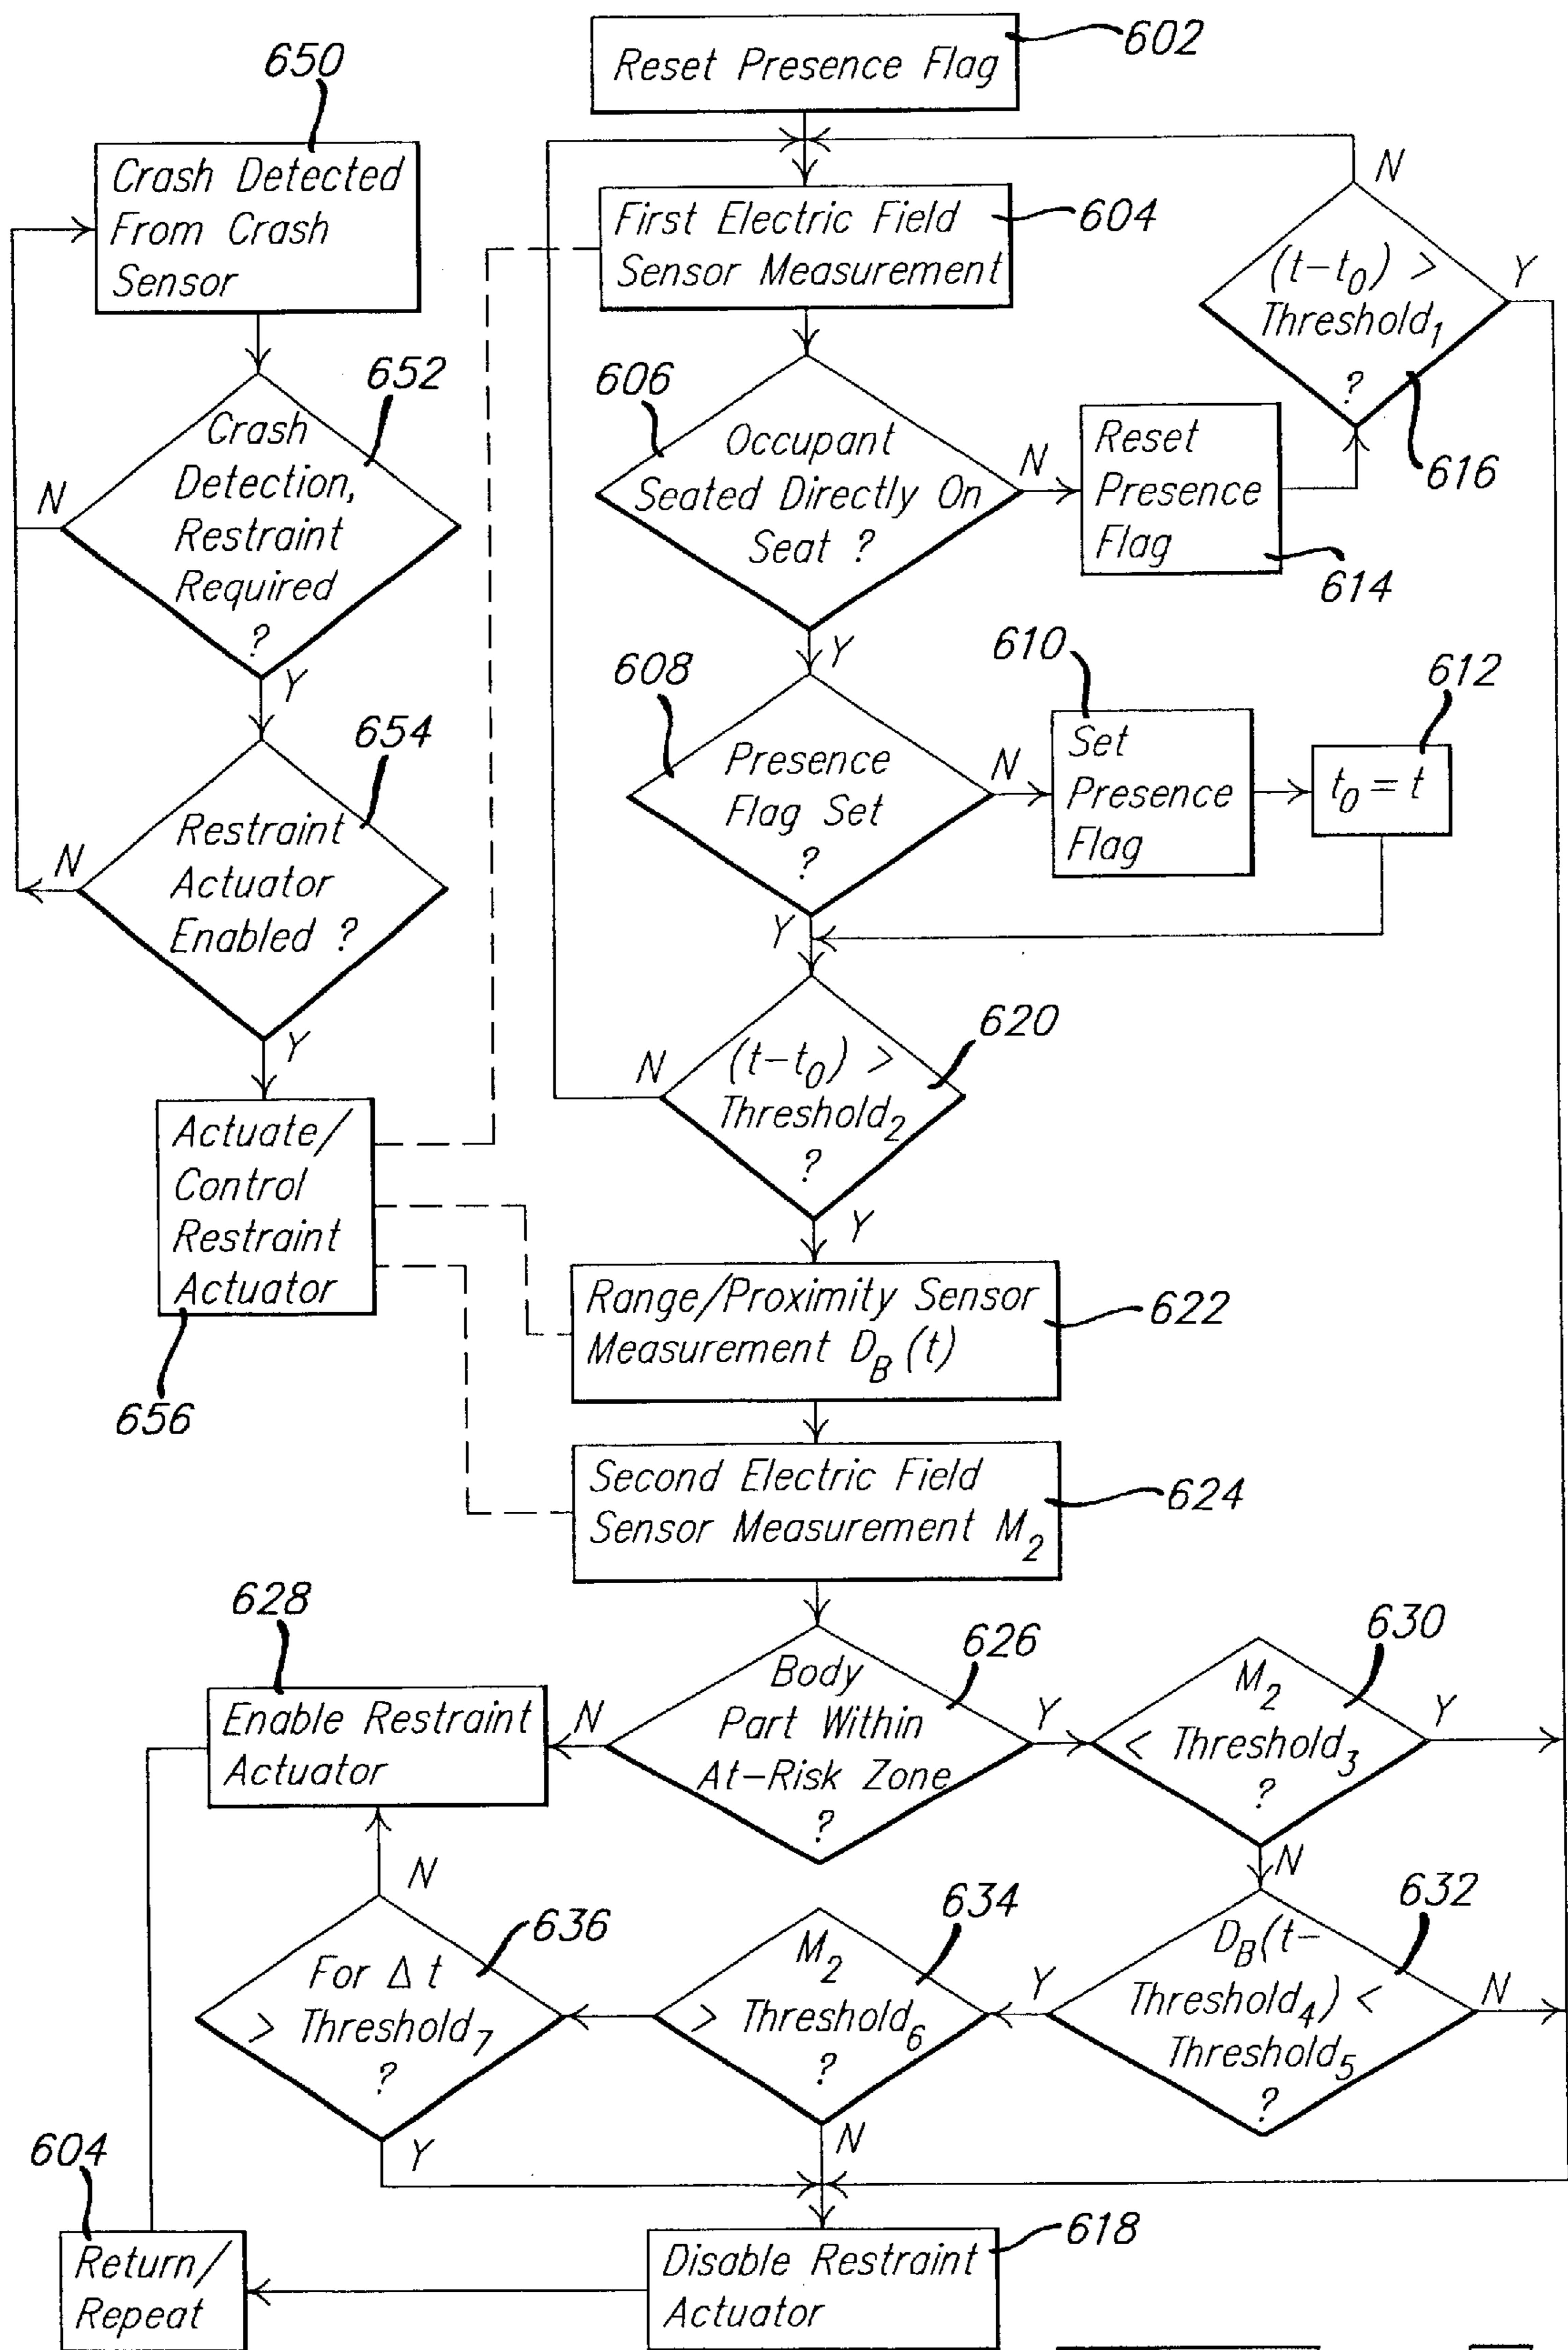 602
Reset Presence Flag
650
Crash Detected
From Crash
Sensor
N
First Electric Field
Sensor Measurement
604
(t-t0) >
Threshold1
?
Y
616
652
Crash
Detection,
Restraint
Required
?
N
Y
606
Occupant
Seated Directly On
Seat ?
N
Y
Reset
Presence
Flag
614
608
Presence
Flag Set
?
N
Y
610
Set
Presence
Flag
612
t0 = t
654
Restraint
Actuator
Enabled ?
N
Y
620
(t-t0) >
Threshold2
?
N
Y
Actuate/
Control
Restraint
Actuator
656
Range/Proximity Sensor
Measurement DB (t)
622
Second Electric Field
Sensor Measurement M2
624
628
Enable Restraint
Actuator
626
Body
Part Within
At-Risk Zone
?
N
Y
630
M2
< Threshold3
?
Y
N
636
For Δ t
> Threshold7
?
N
Y
634
M2
> Threshold6
?
N
632
DB(t-
Threshold4) <
Threshold5
?
Y
N
604
Return/
Repeat
618
Disable Restraint
Actuator